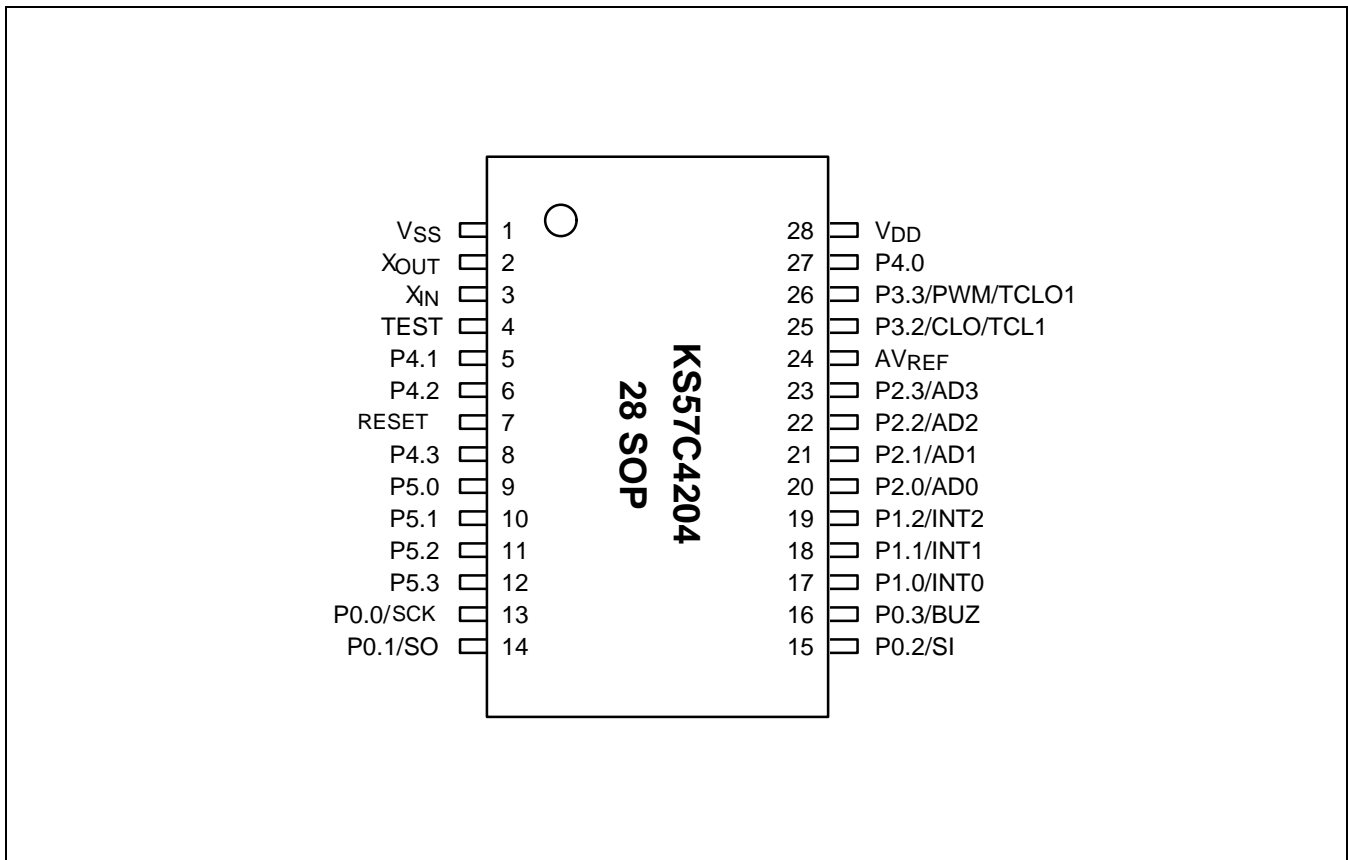 VSS 1 28 VDD
XOUT 2 27 P4.0
XIN 3 26 P3.3/PWM/TCLO1
TEST 4 25 P3.2/CLO/TCL1
P4.1 5 24 AVREF
P4.2 6 23 P2.3/AD3
RESET 7 22 P2.2/AD2
P4.3 8 21 P2.1/AD1
P5.0 9 20 P2.0/AD0
P5.1 10 19 P1.2/INT2
P5.2 11 18 P1.1/INT1
P5.3 12 17 P1.0/INT0
P0.0/SCK 13 16 P0.3/BUZ
P0.1/SO 14 15 P0.2/SI
KS57C4204
28 SOP